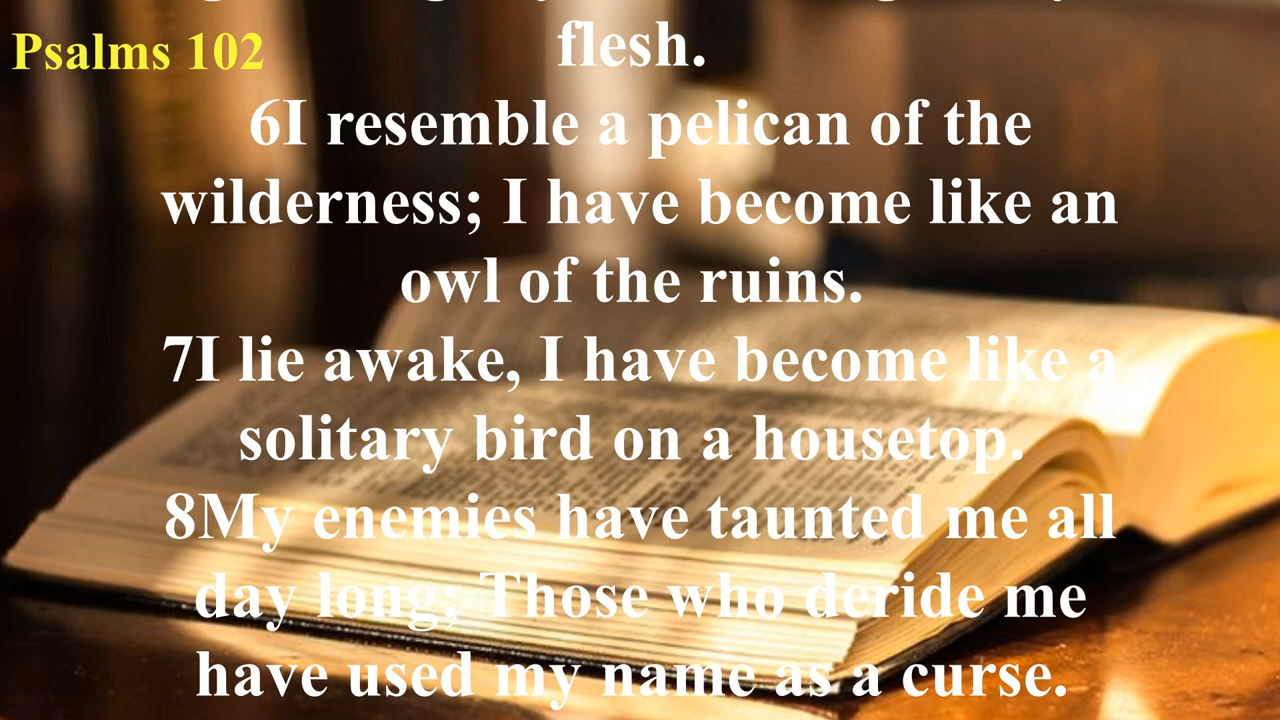 Psalms 102
flesh.
6I resemble a pelican of the
wilderness; I have become like an
owl of the ruins.
7I lie awake, I have become like a
solitary bird on a housetop.
8My enemies have taunted me all
day long; Those who deride me
have used my name as a curse.